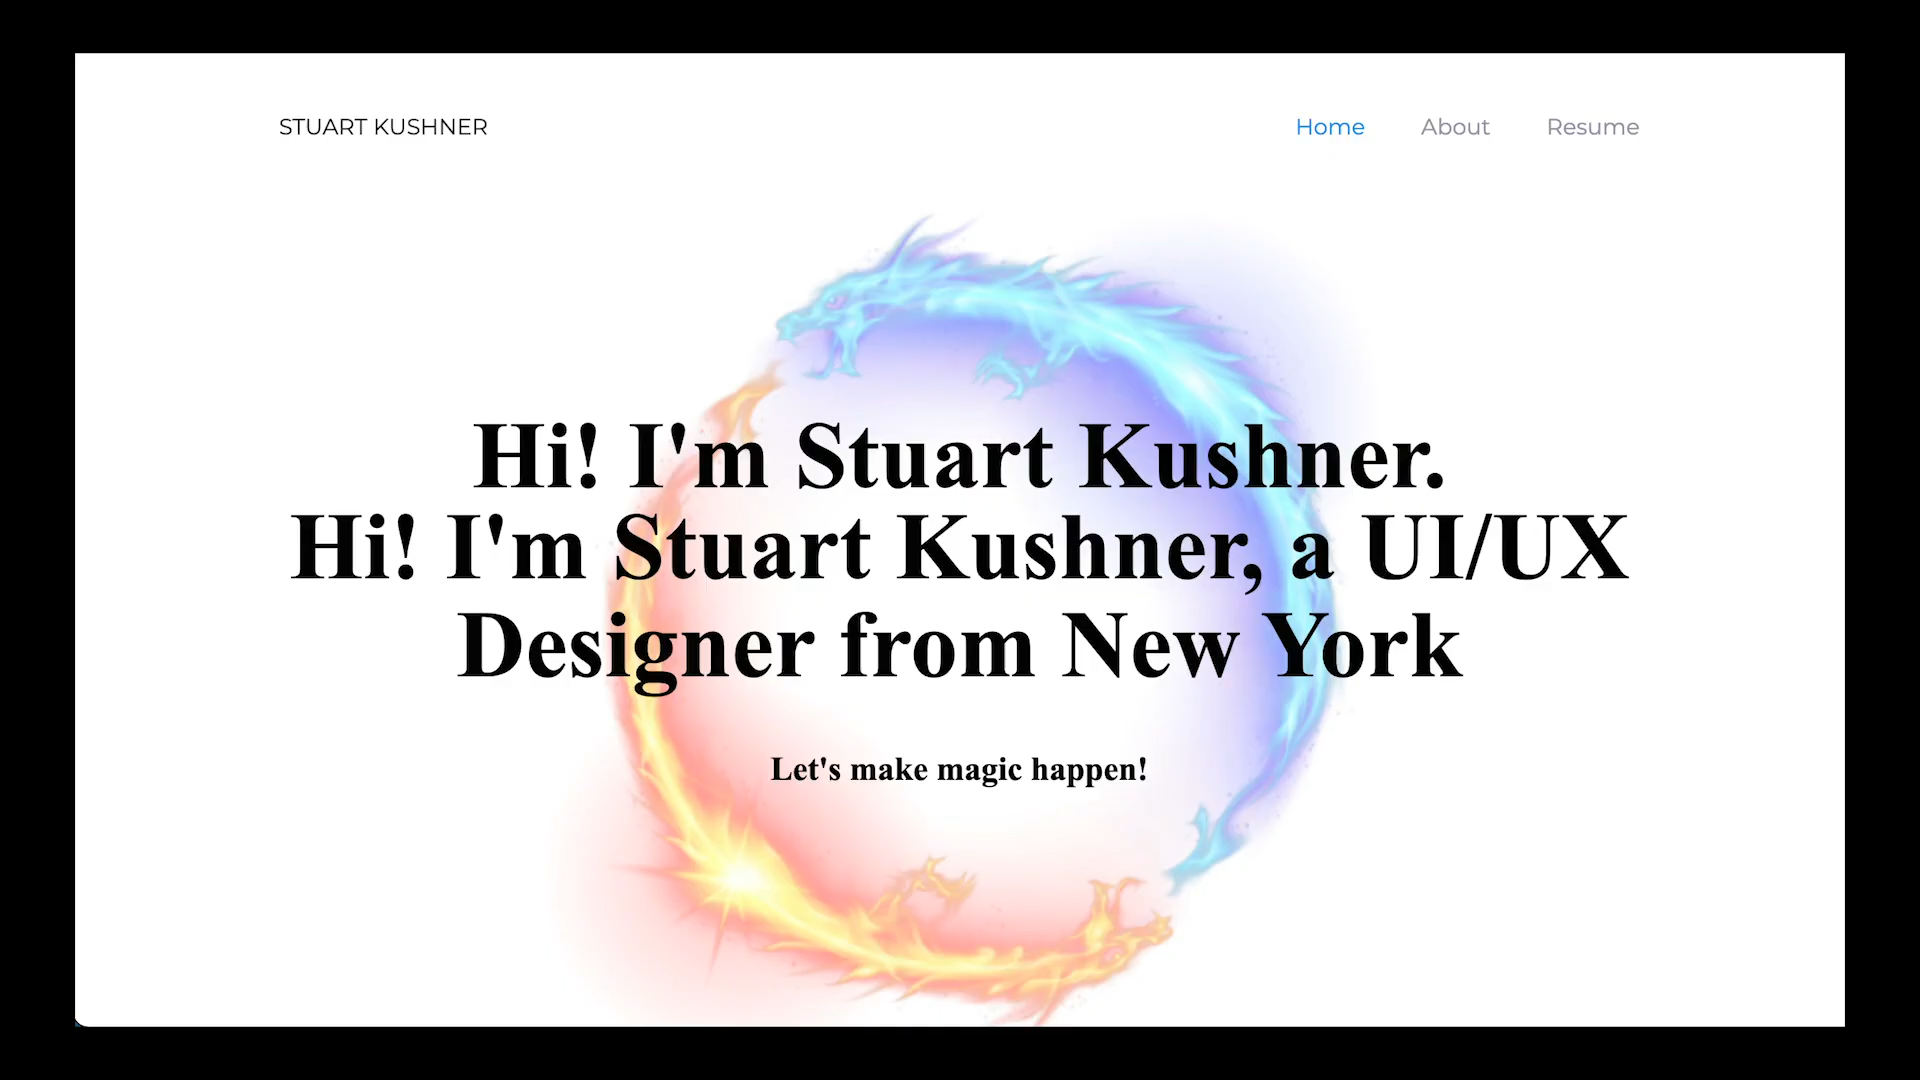 STUART KUSHNER
Home About Resume
Hi! I'm Stuart Kushner.
Hi! I'm Stuart Kushner, a UI/UX
Designer from New York
Let's make magic happen!